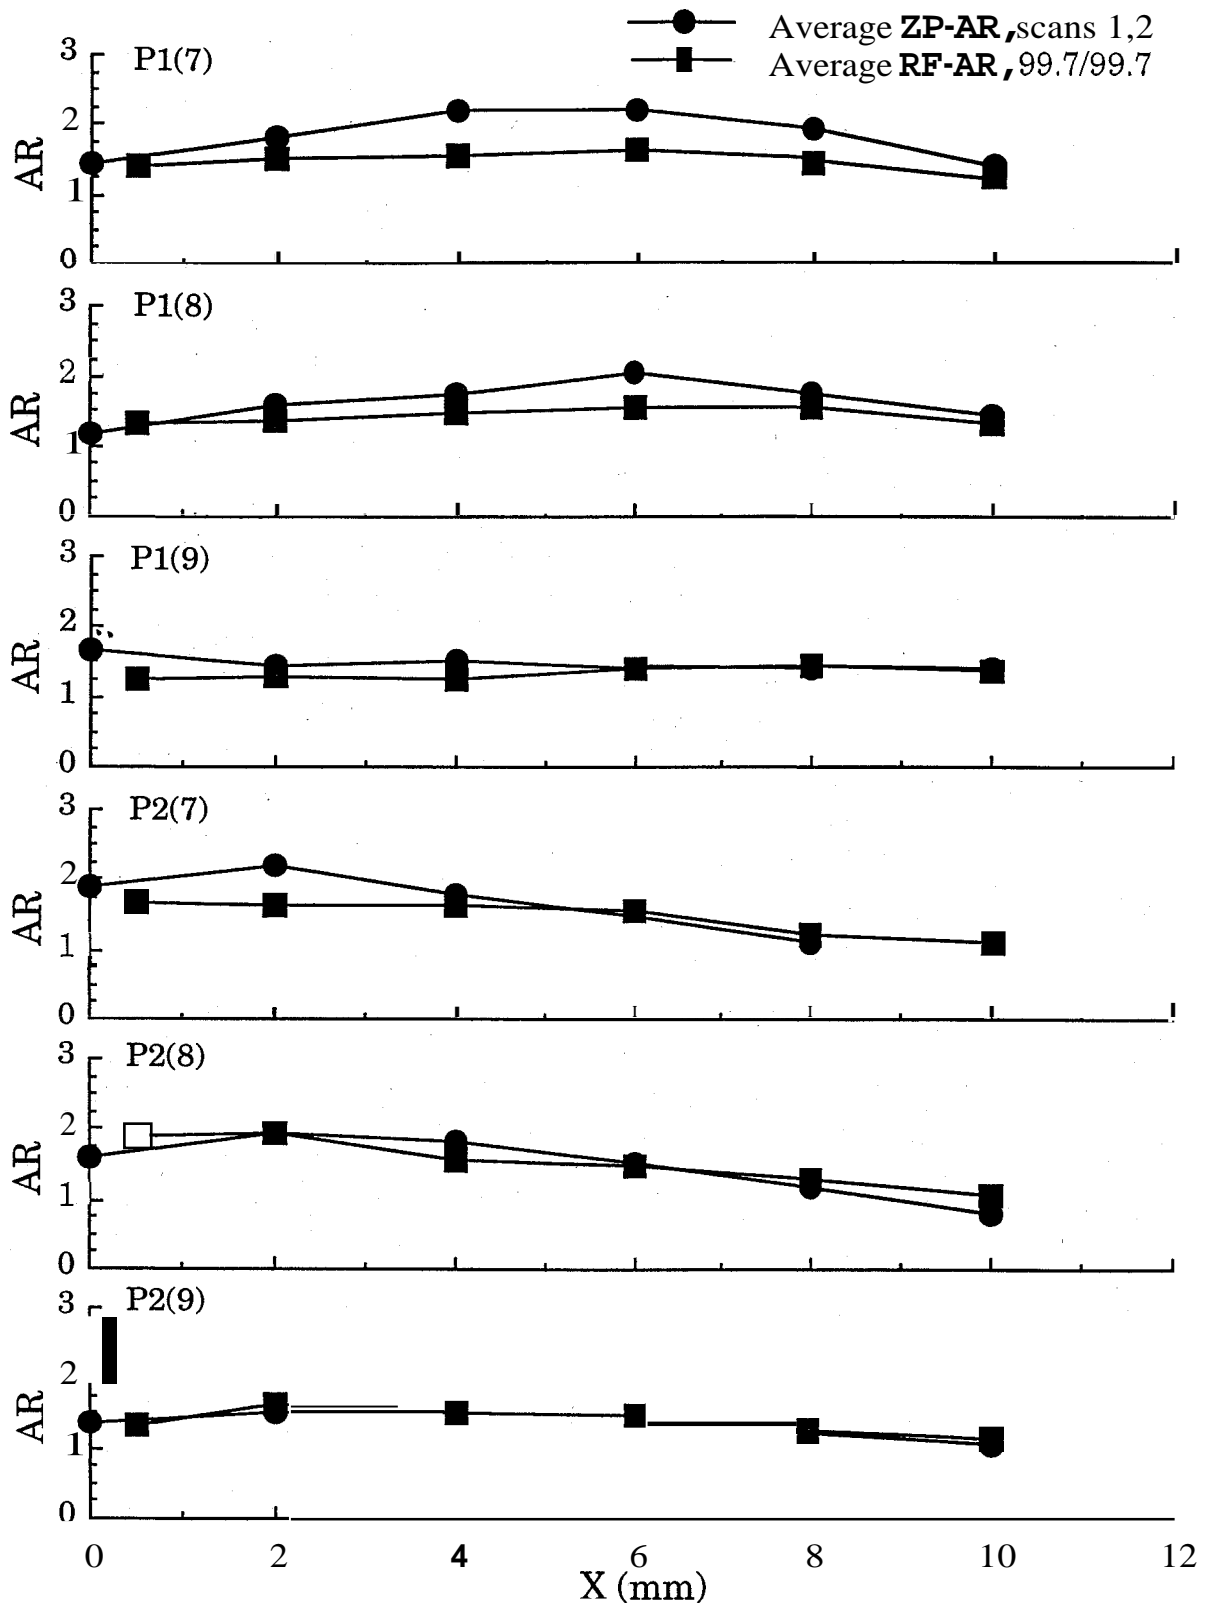 Average ZP-AR, scans 1,2
Average RF-AR, 99.7/99.7
P1(7)
3
2
1
0
AR
P1(8)
3
2
1
0
AR
P1(9)
3
2
1
0
AR
P2(7)
3
2
1
0
AR
P2(8)
3
2
1
0
AR
P2(9)
3
2
1
0
AR
0 2 4 6 8 10 12
X (mm)